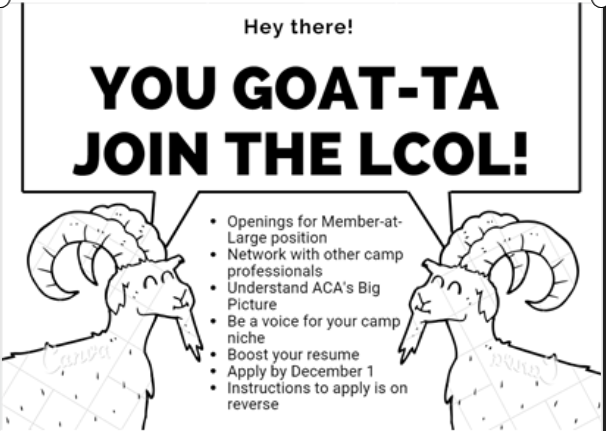 Hey there!
YOU GOAT-TA
JOIN THE LCOL!
• Openings for Member-at-
Large position
• Network with other camp
professionals
• Understand ACA's Big
Picture
• Be a voice for your camp
niche
• Boost your resume
• Apply by December 1
• Instructions to apply is on
reverse
Canva
Canva